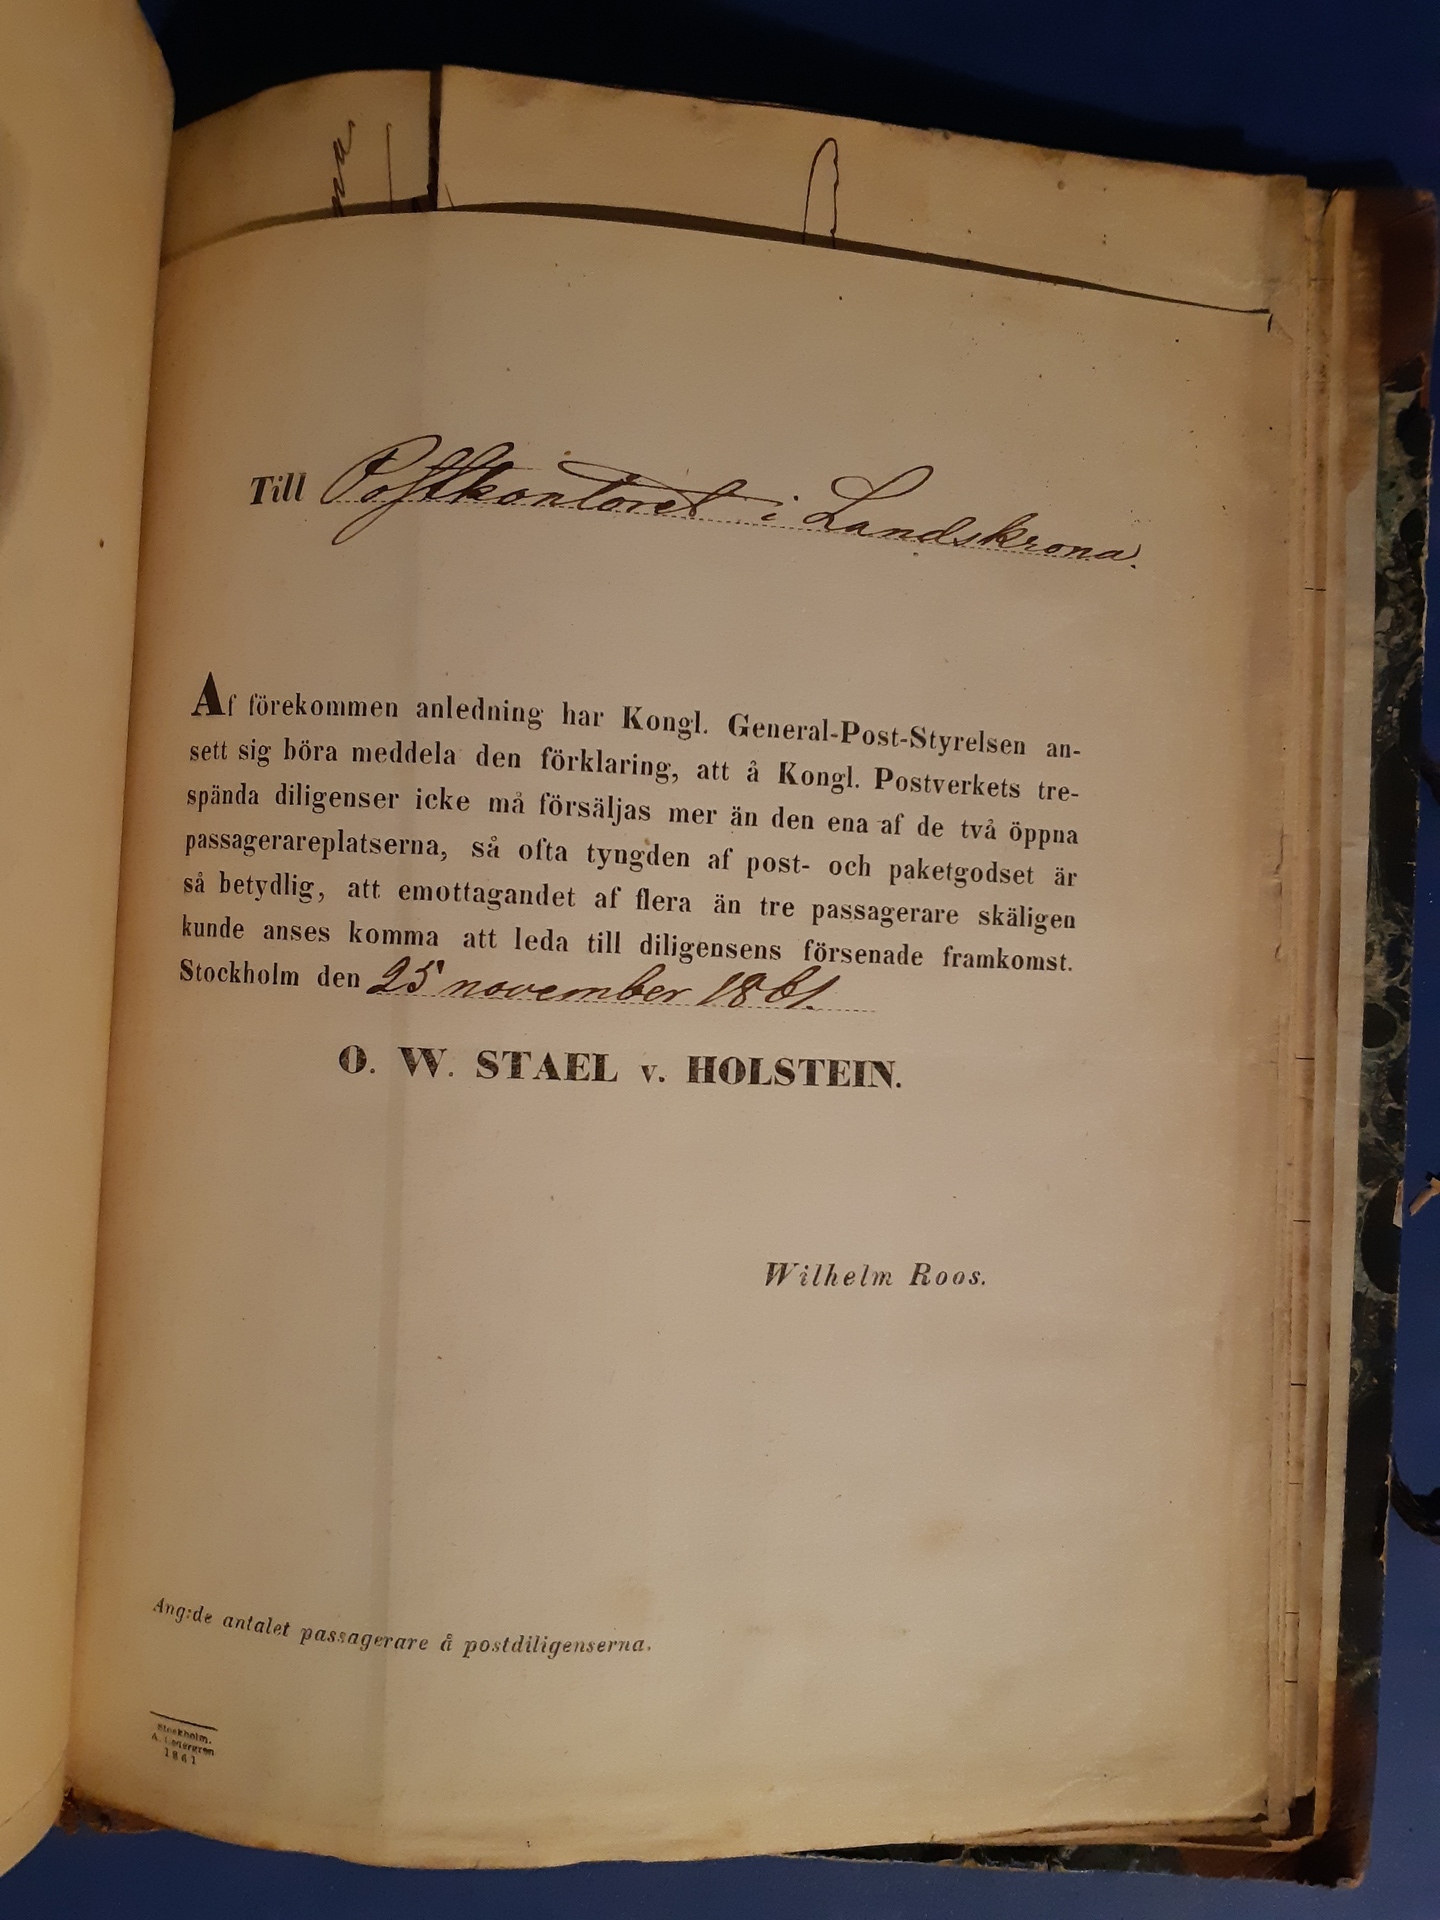 Till Postkontoret i Landskrona.
Af förekommen anledning har Kongl. General-Post-Styrelsen an-
sett sig böra meddela den förklaring, att å Kongl. Postverkets tre-
spända diligenser icke må försäljas mer än den ena af de två öppna
passagerareplatserna, så ofta tyngden af post- och paketgodset är
så betydlig, att emottagandet af flera än tre passagerare skäligen
kunde anses komma att leda till diligensens försenade framkomst.
Stockholm den 25 november 1861.
O. W. STAEL v. HOLSTEIN.
Wilhelm Roos.
Ang:de antalet passagerare å postdiligenserna.
Stockholm.
A.
1861